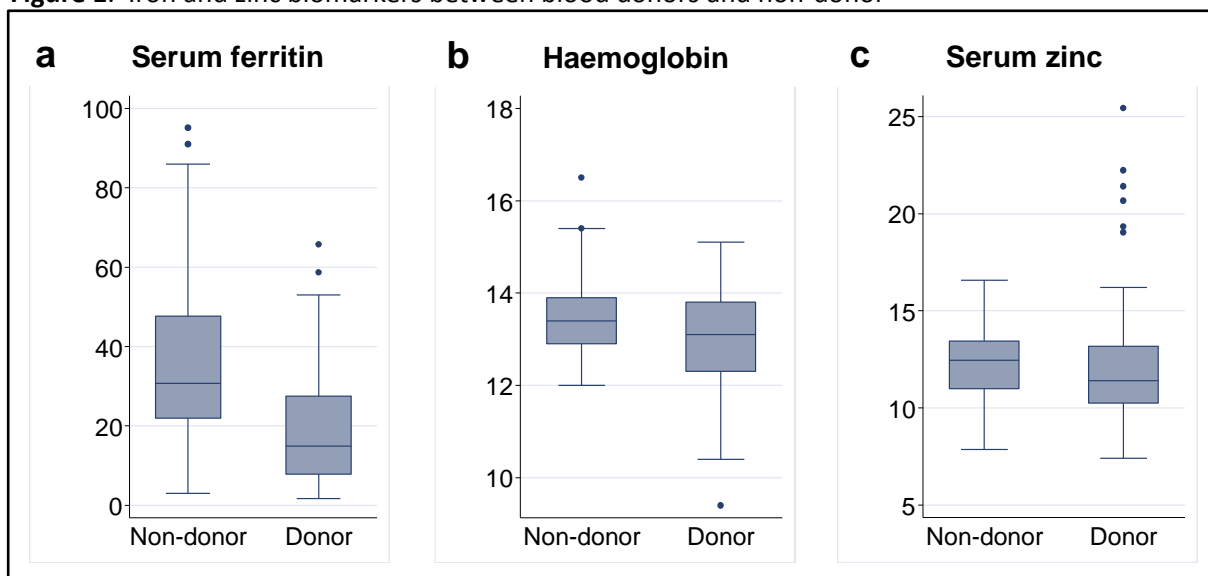 Figure 1. Iron and zinc biomarkers between blood donors and non-donor
a Serum ferritin
b Haemoglobin
c Serum zinc
100
80
60
40
20
0
Non-donor Donor
18
16
14
12
10
Non-donor Donor
25
20
15
10
5
Non-donor Donor